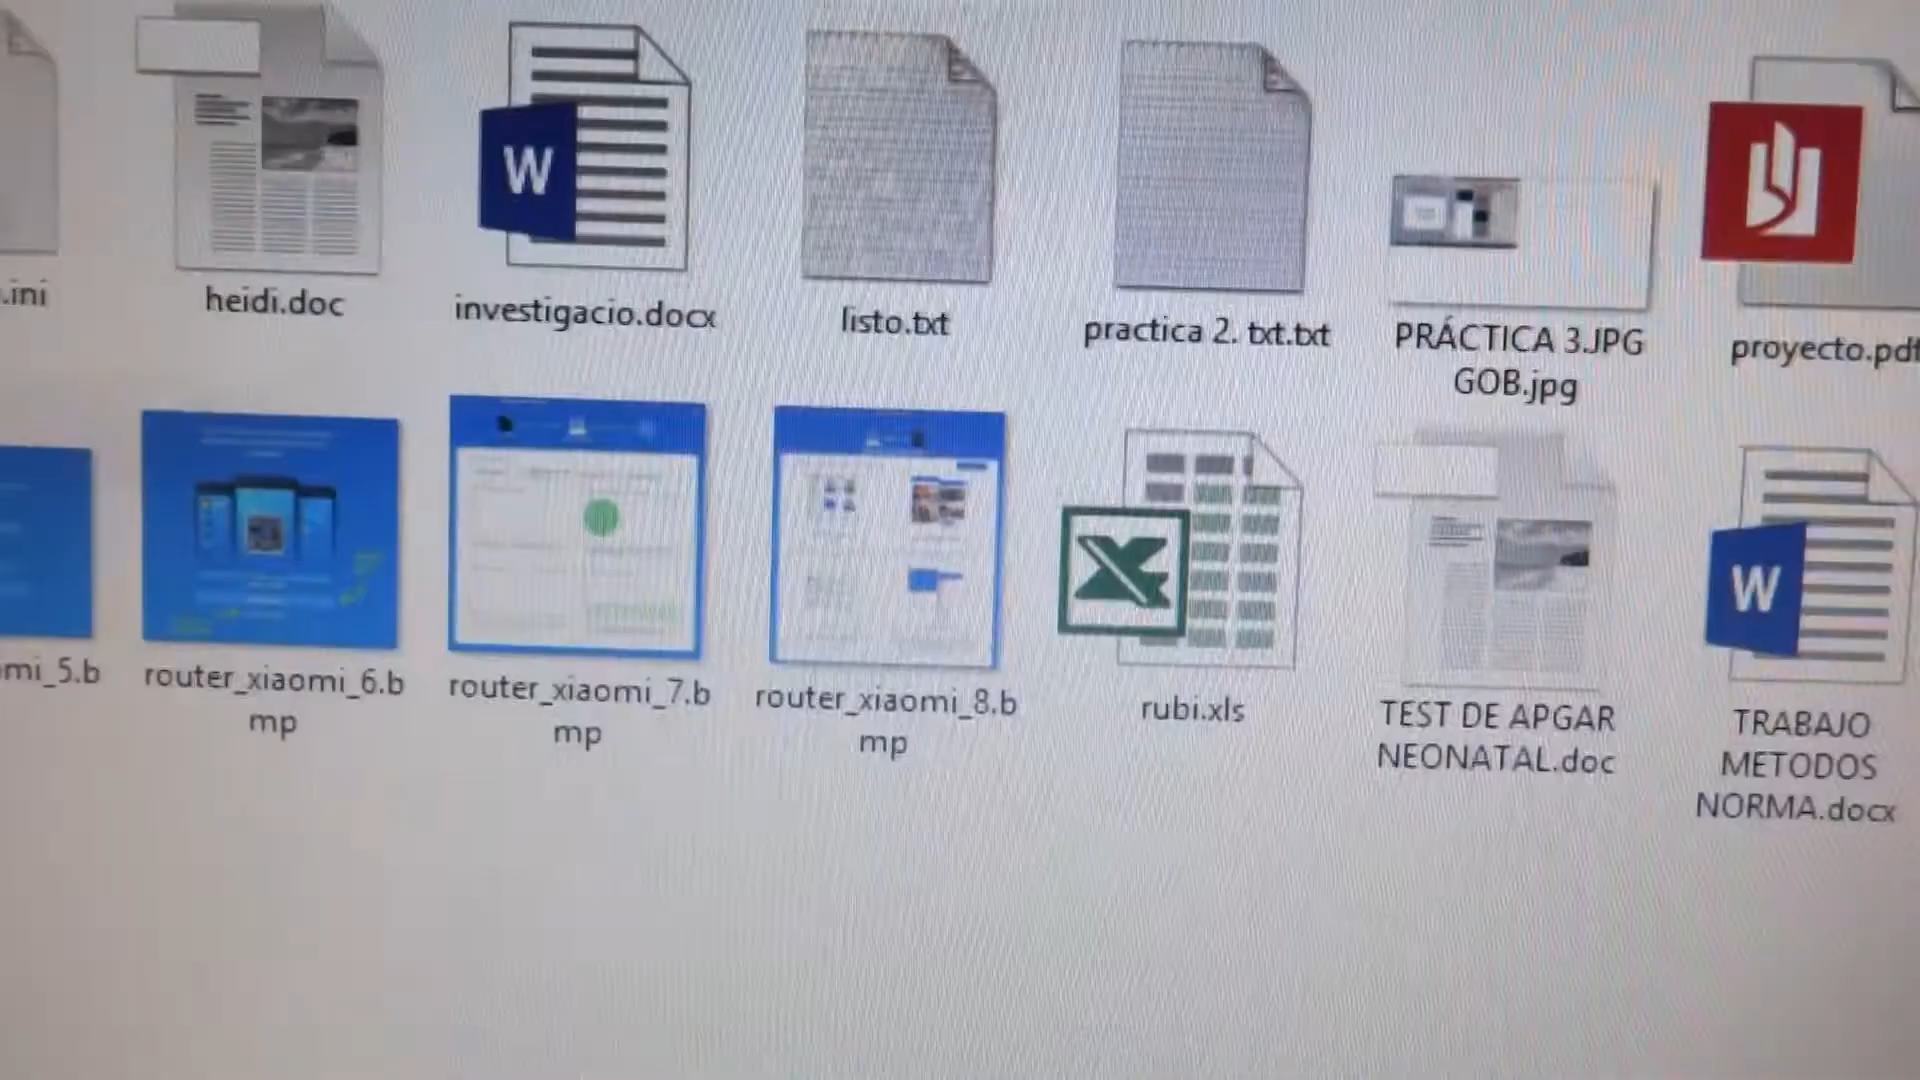 .ini
heidi.doc
investigacio.docx
listo.txt
practica 2. txt.txt
PRÁCTICA 3.JPG
GOB.jpg
proyecto.pdf
mi_5.b
router_xiaomi_6.b
mp
router_xiaomi_7.b
mp
router_xiaomi_8.b
mp
rubi.xls
TEST DE APGAR
NEONATAL.doc
TRABAJO
METODOS
NORMA.docx
W
W